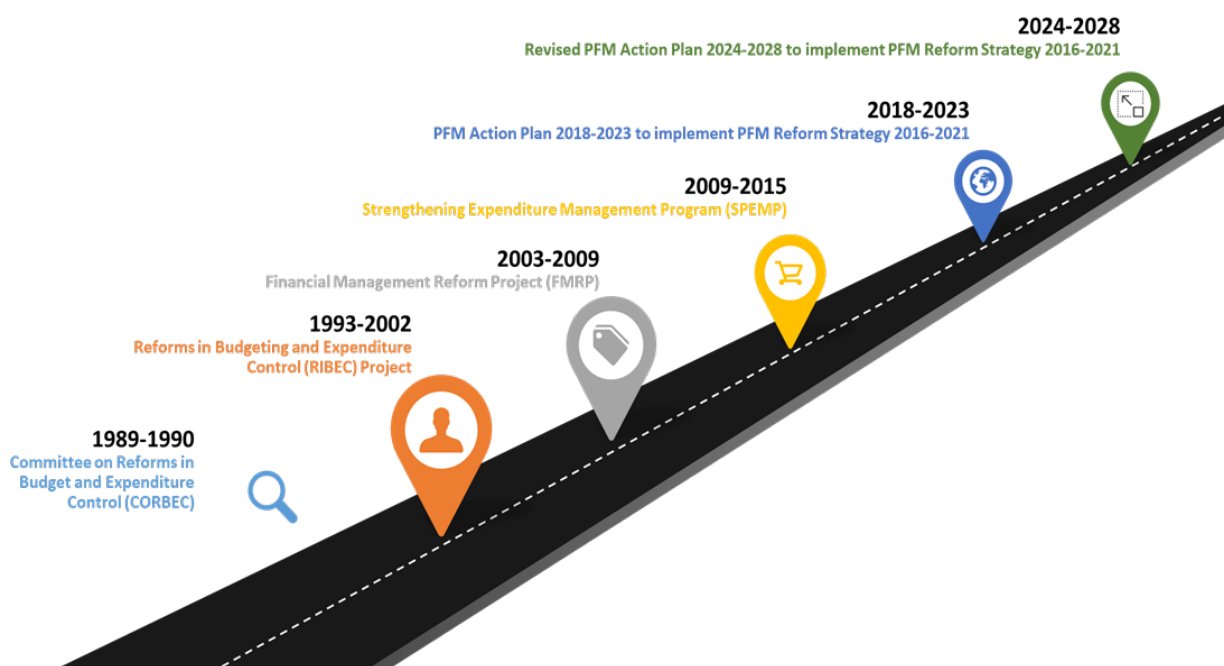 2024-2028
Revised PFM Action Plan 2024-2028 to implement PFM Reform Strategy 2016-2021
2018-2023
PFM Action Plan 2018-2023 to implement PFM Reform Strategy 2016-2021
2009-2015
Strengthening Expenditure Management Program (SPEMP)
2003-2009
Financial Management Reform Project (FMRP)
1993-2002
Reforms in Budgeting and Expenditure
Control (RIBEC) Project
1989-1990
Committee on Reforms in
Budget and Expenditure
Control (CORBEC)